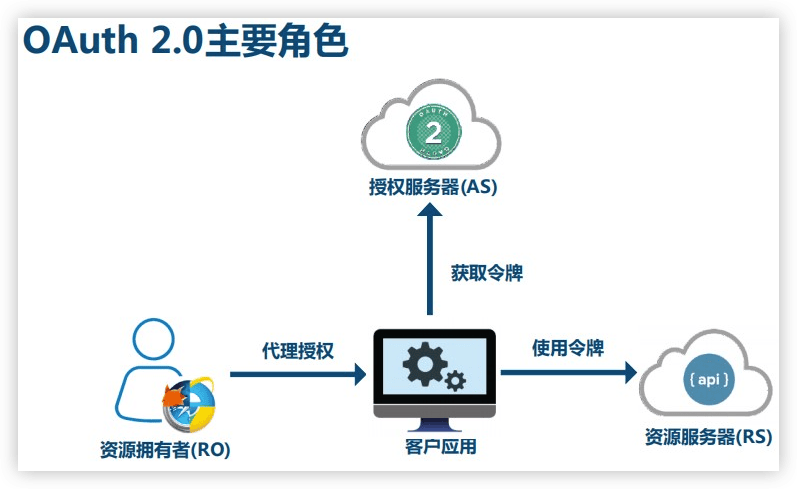 OAuth 2.0主要角色
OAUTH
2
授权服务器(AS)
获取令牌
代理授权
使用令牌
{api}
资源拥有者(RO)
客户应用
资源服务器(RS)